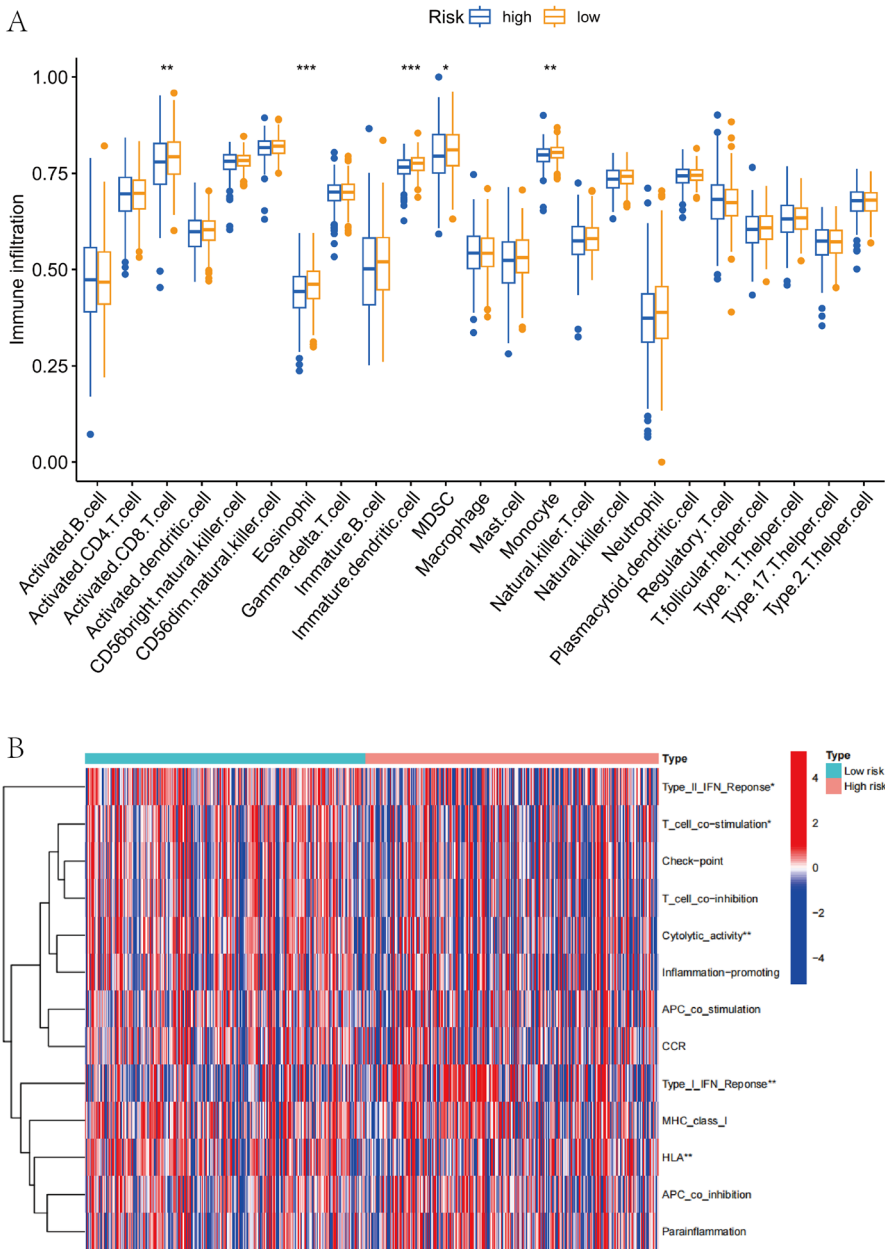 A
Risk high low
** *** *** * **
1.00
0.75
0.50
0.25
0.00
Immune infiltration
Activated.B.cell
Activated.CD4.T.cell
Activated.CD8.T.cell
Activated.dendritic.cell
CD56bright.natural.killer.cell
CD56dim.natural.killer.cell
Eosinophil
Gamma.delta.T.cell
Immature.B.cell
Immature.dendritic.cell
MDSC
Macrophage
Mast.cell
Monocyte
Natural.killer.T.cell
Natural.killer.cell
Neutrophil
Plasmacytoid.dendritic.cell
Regulatory.T.cell
T.follicular.helper.cell
Type.1.T.helper.cell
Type.17.T.helper.cell
Type.2.T.helper.cell
B
Type
Type_II_IFN_Reponse*
T_cell_co-stimulation*
Check-point
T_cell_co-inhibition
Cytolytic_activity**
Inflammation-promoting
APC_co_stimulation
CCR
Type_I_IFN_Reponse**
MHC_class_I
HLA**
APC_co_inhibition
Parainflammation
4
2
0
−2
−4
Type
Low risk
High risk